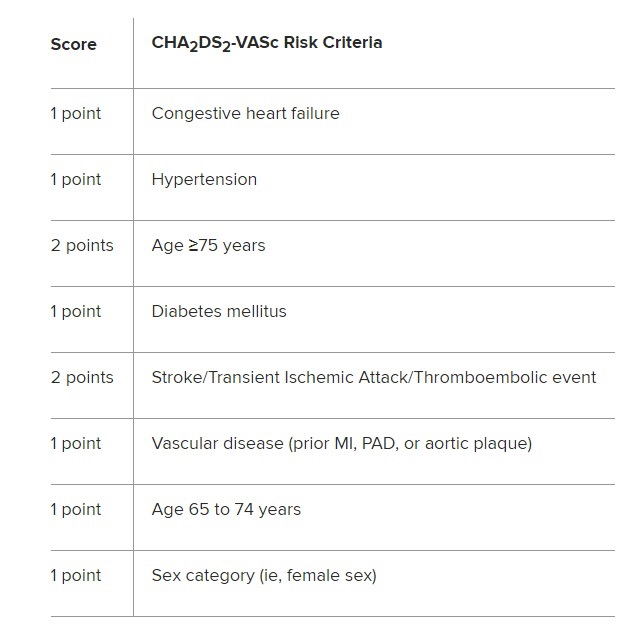 Score CHA₂DS₂-VASc Risk Criteria
1 point Congestive heart failure
1 point Hypertension
2 points Age ≥75 years
1 point Diabetes mellitus
2 points Stroke/Transient Ischemic Attack/Thromboembolic event
1 point Vascular disease (prior MI, PAD, or aortic plaque)
1 point Age 65 to 74 years
1 point Sex category (ie, female sex)